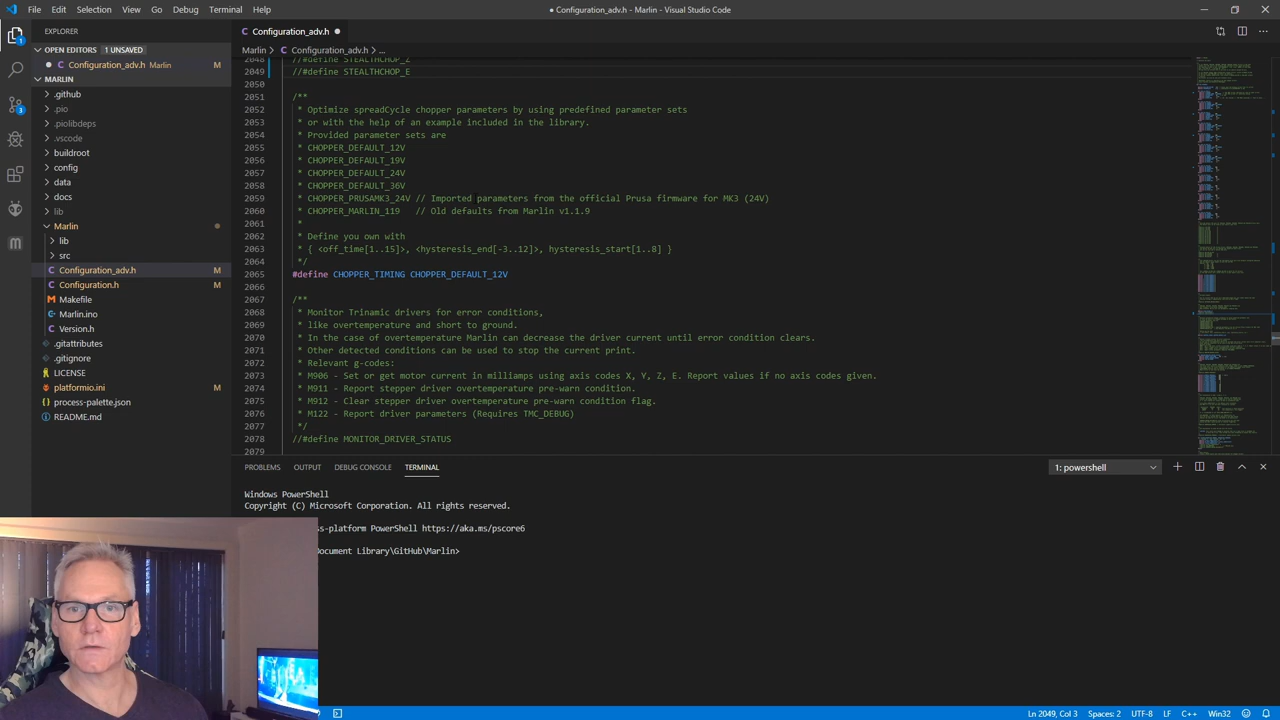 File Edit Selection View Go Debug Terminal Help
● Configuration_adv.h - Marlin - Visual Studio Code
EXPLORER
OPEN EDITORS 1 UNSAVED
Configuration_adv.h Marlin M
MARLIN
.github
.pio
.piolibdeps
.vscode
buildroot
config
data
docs
lib
Marlin
lib
src
Configuration_adv.h M
Configuration.h M
Makefile
Marlin.ino
Version.h
.gitattributes
.gitignore
LICENSE
platformio.ini M
process-palette.json
README.md
1
3
Configuration_adv.h
Marlin > Configuration_adv.h > ...
2048 //#define STEALTHCHOP_Z
2049 //#define STEALTHCHOP_E
2050
2051 /**
2052 * Optimize spreadCycle chopper parameters by using predefined parameter sets
2053 * or with the help of an example included in the library.
2054 * Provided parameter sets are
2055 * CHOPPER_DEFAULT_12V
2056 * CHOPPER_DEFAULT_19V
2057 * CHOPPER_DEFAULT_24V
2058 * CHOPPER_DEFAULT_36V
2059 * CHOPPER_PRUSAMK3_24V // Imported parameters from the official Prusa firmware for MK3 (24V)
2060 * CHOPPER_MARLIN_119 // Old defaults from Marlin v1.1.9
2061 *
2062 * Define you own with
2063 * { <off_time[1..15]>, <hysteresis_end[-3..12]>, hysteresis_start[1..8] }
2064 */
2065 #define CHOPPER_TIMING CHOPPER_DEFAULT_12V
2066
2067 /**
2068 * Monitor Trinamic drivers for error conditions,
2069 * like overtemperature and short to ground.
2070 * In the case of overtemperature Marlin can decrease the driver current until error condition clears.
2071 * Other detected conditions can be used to stop the current print.
2072 * Relevant g-codes:
2073 * M906 - Set or get motor current in milliamps using axis codes X, Y, Z, E. Report values if no axis codes given.
2074 * M911 - Report stepper driver overtemperature pre-warn condition.
2075 * M912 - Clear stepper driver overtemperature pre-warn condition flag.
2076 * M122 - Report driver parameters (Requires TMC_DEBUG)
2077 */
2078 //#define MONITOR_DRIVER_STATUS
2079
PROBLEMS OUTPUT DEBUG CONSOLE TERMINAL
1: powershell
Windows PowerShell
Copyright (C) Microsoft Corporation. All rights reserved.
ss-platform PowerShell https://aka.ms/pscore6
ocument Library\GitHub\Marlin>
Ln 2049, Col 3 Spaces: 2 UTF-8 LF C++ Win32